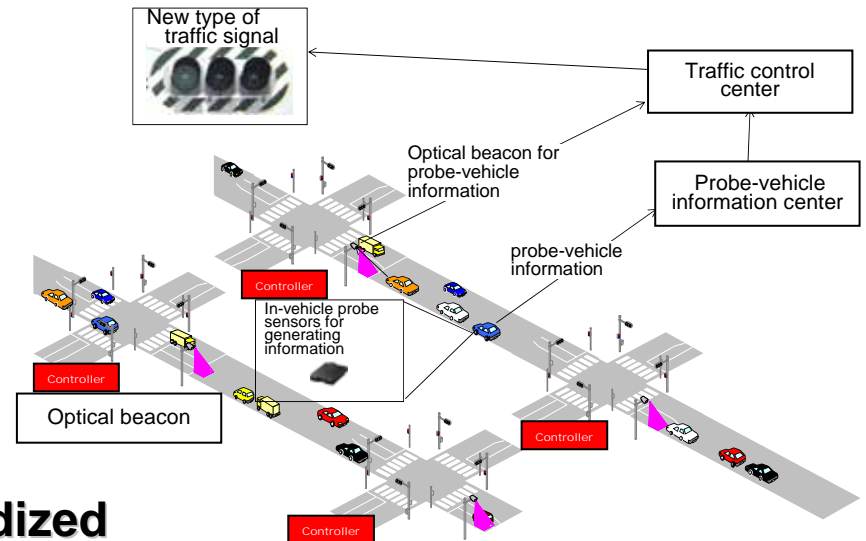 New type of
traffic signal
Traffic control
center
Optical beacon for
probe-vehicle
information
Probe-vehicle
information center
probe-vehicle
information
Controller
In-vehicle probe
sensors for
generating
information
Controller
Optical beacon
Controller
Controller
dized